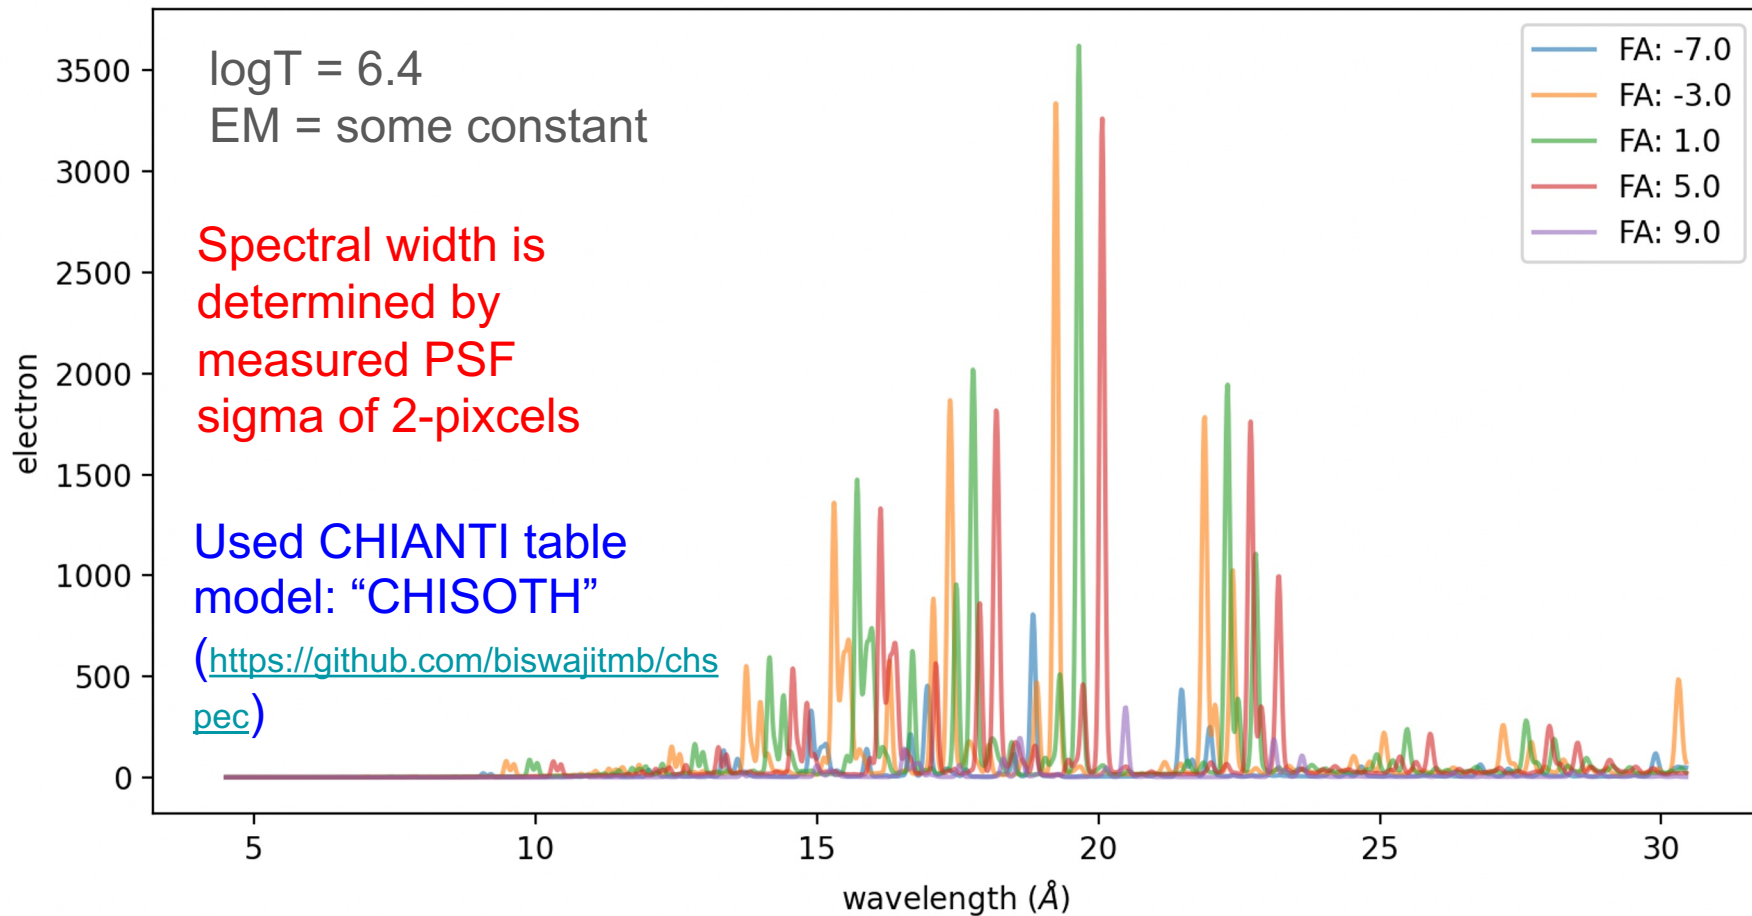 logT = 6.4
EM = some constant
Spectral width is
determined by
measured PSF
sigma of 2-pixcels
Used CHIANTI table
model: “CHISOTH”
(https://github.com/biswajitmb/chs
pec)
FA: -7.0
FA: -3.0
FA: 1.0
FA: 5.0
FA: 9.0
electron
3500
3000
2500
2000
1500
1000
500
0
5 10 15 20 25 30
wavelength (Å)